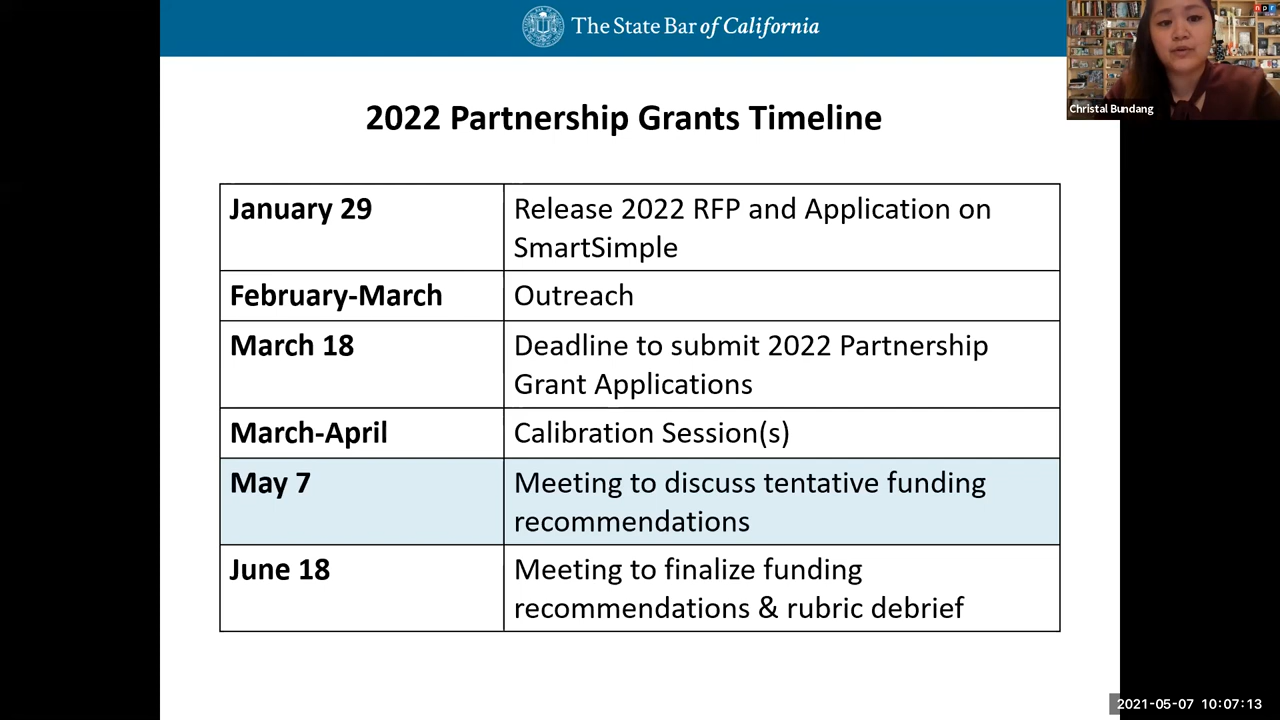 The State Bar of California
npr
Christal Bundang
2022 Partnership Grants Timeline
January 29
Release 2022 RFP and Application on
SmartSimple
February-March
Outreach
March 18
Deadline to submit 2022 Partnership
Grant Applications
March-April
Calibration Session(s)
May 7
Meeting to discuss tentative funding
recommendations
June 18
Meeting to finalize funding
recommendations & rubric debrief
2021-05-07 10:07:13